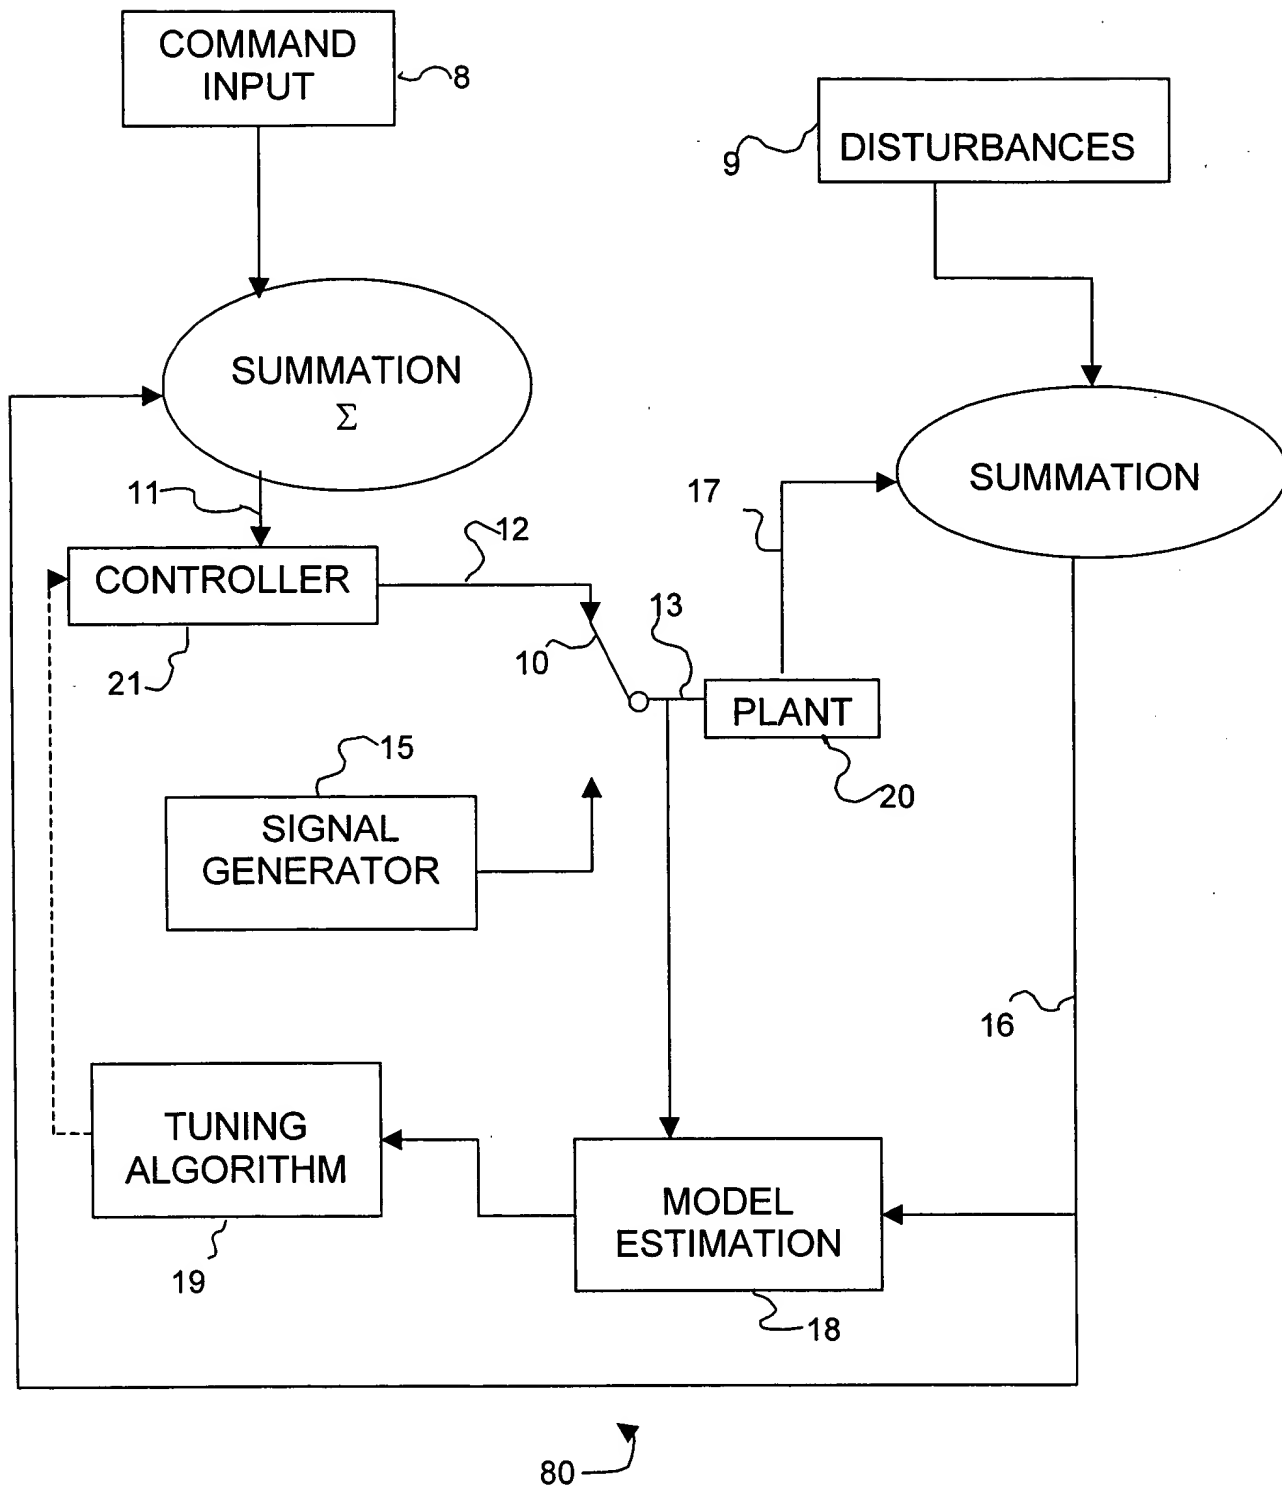 COMMAND
INPUT
8
9
DISTURBANCES
SUMMATION
Σ
SUMMATION
11
12
17
CONTROLLER
10
13
21
PLANT
15
20
SIGNAL
GENERATOR
16
TUNING
ALGORITHM
MODEL
ESTIMATION
19
18
80